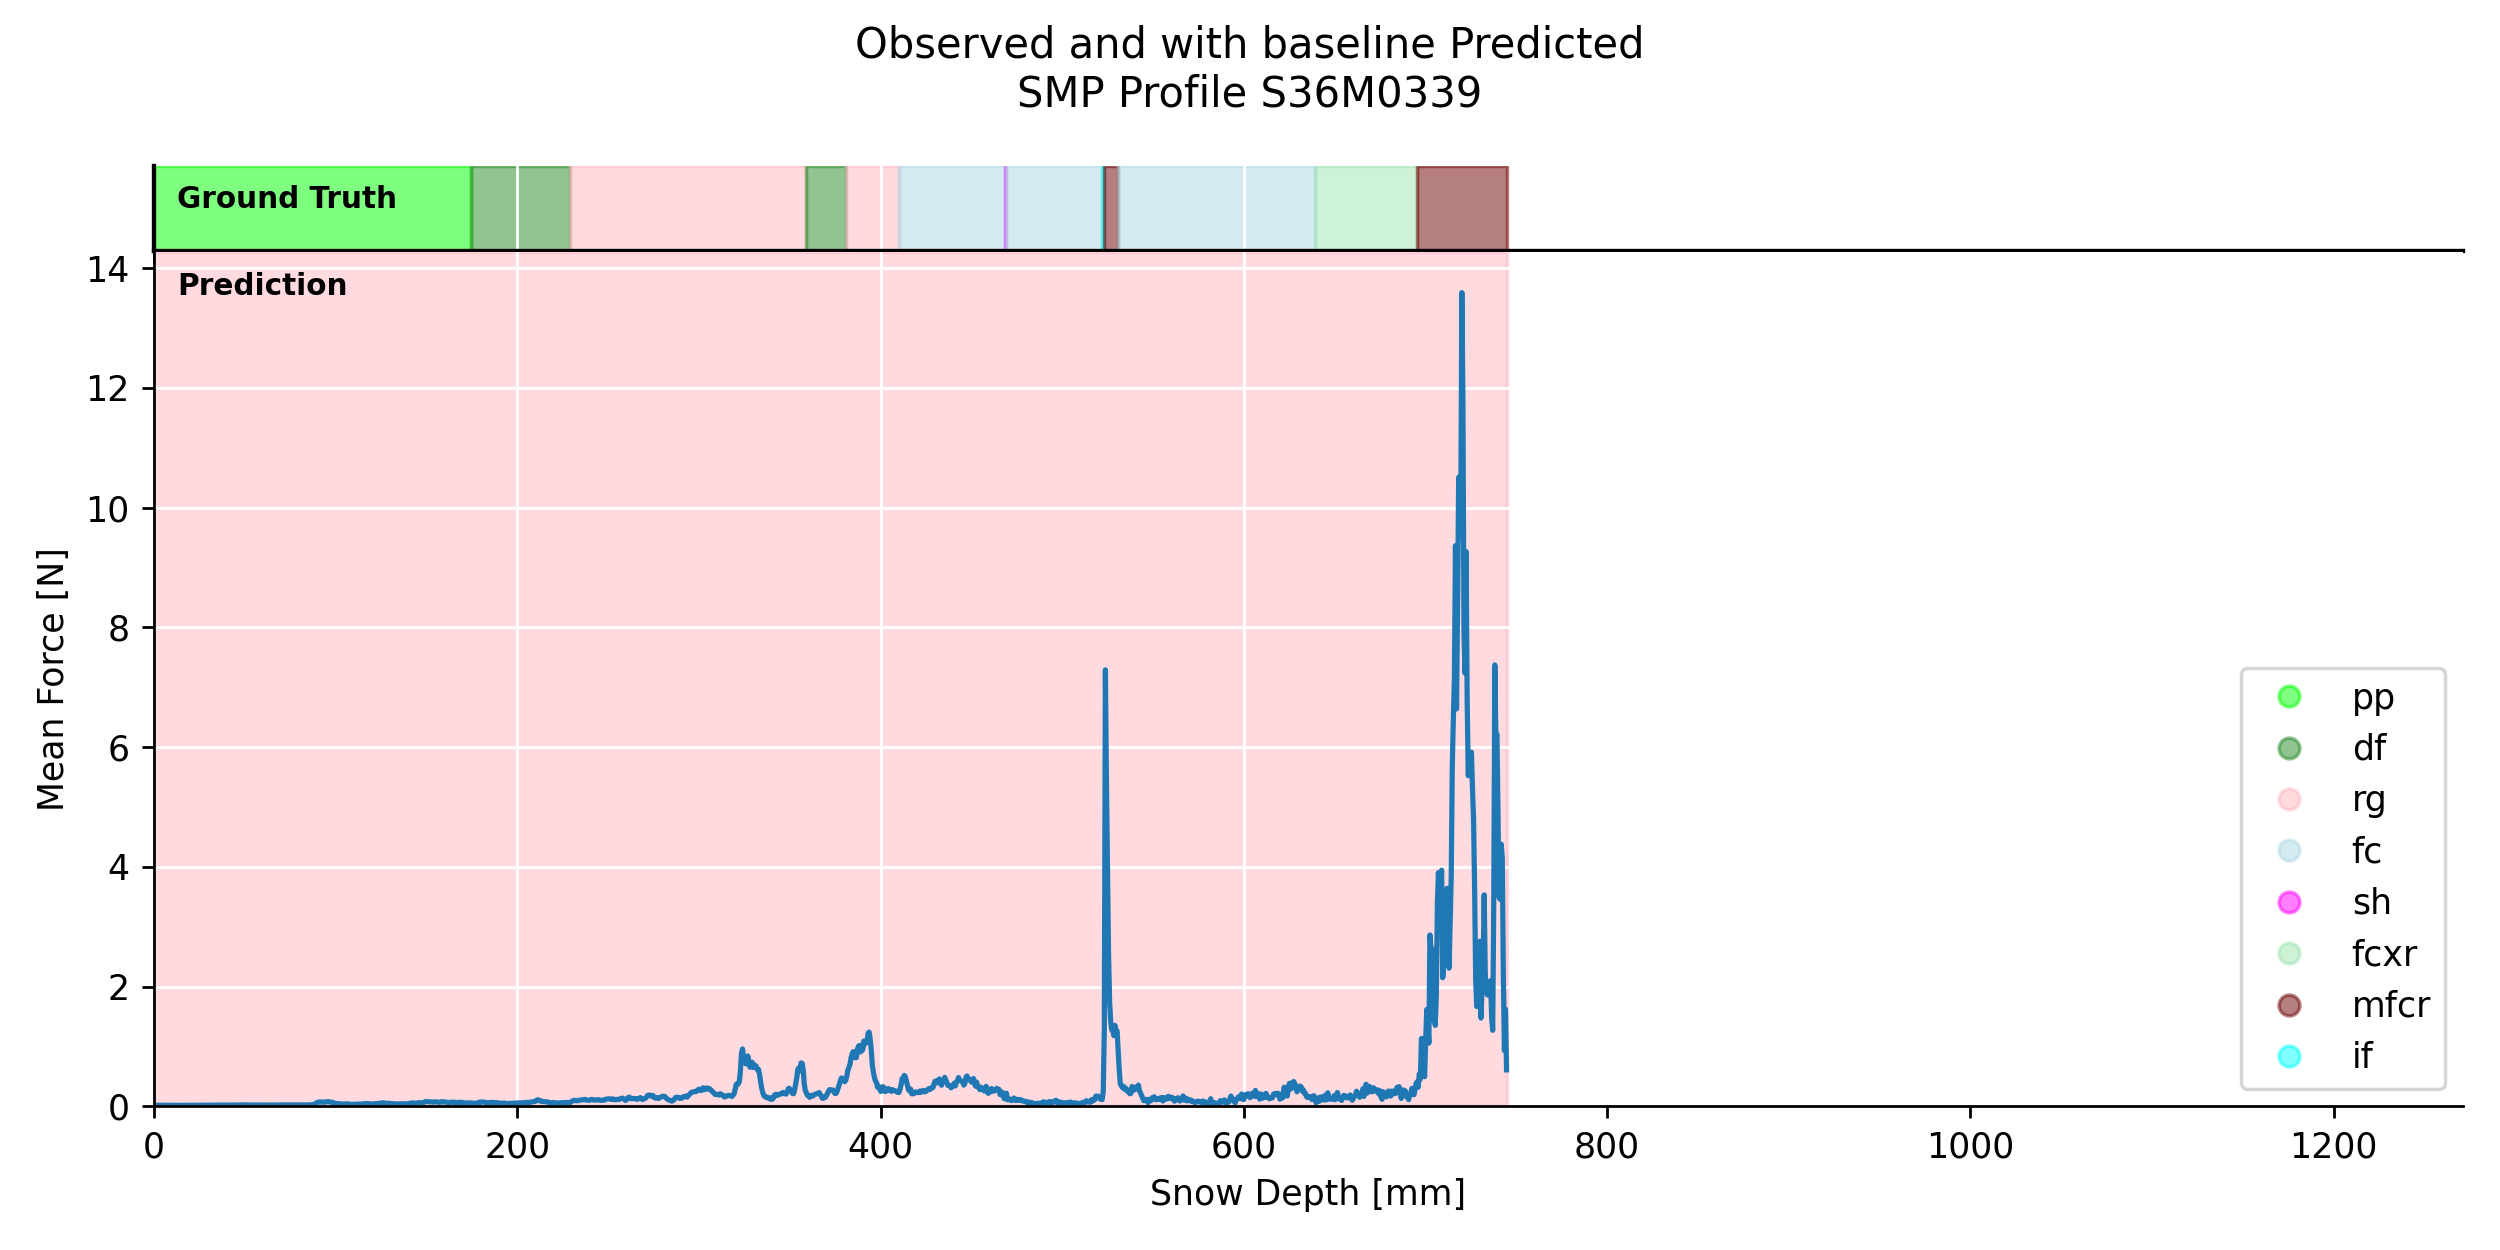 Observed and with baseline Predicted
SMP Profile S36M0339
Ground Truth
Prediction
14
12
10
8
6
4
2
0
Mean Force [N]
0 200 400 600 800 1000 1200
Snow Depth [mm]
pp
df
rg
fc
sh
fcxr
mfcr
if